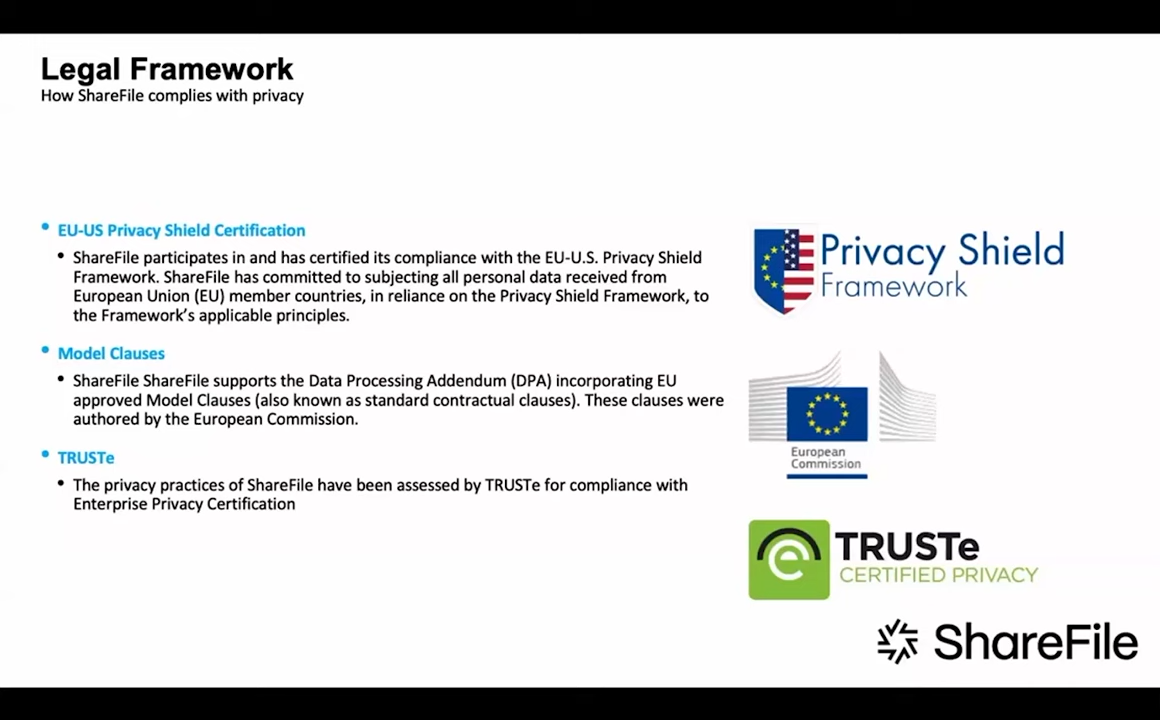 Legal Framework
How ShareFile complies with privacy
• EU-US Privacy Shield Certification
• ShareFile participates in and has certified its compliance with the EU-U.S. Privacy Shield
Framework. ShareFile has committed to subjecting all personal data received from
European Union (EU) member countries, in reliance on the Privacy Shield Framework, to
the Framework's applicable principles.
• Model Clauses
• ShareFile ShareFile supports the Data Processing Addendum (DPA) incorporating EU
approved Model Clauses (also known as standard contractual clauses). These clauses were
authored by the European Commission.
• TRUSTe
• The privacy practices of ShareFile have been assessed by TRUSTe for compliance with
Enterprise Privacy Certification
Privacy Shield
Framework
European
Commission
e
TRUSTe
CERTIFIED PRIVACY
ShareFile